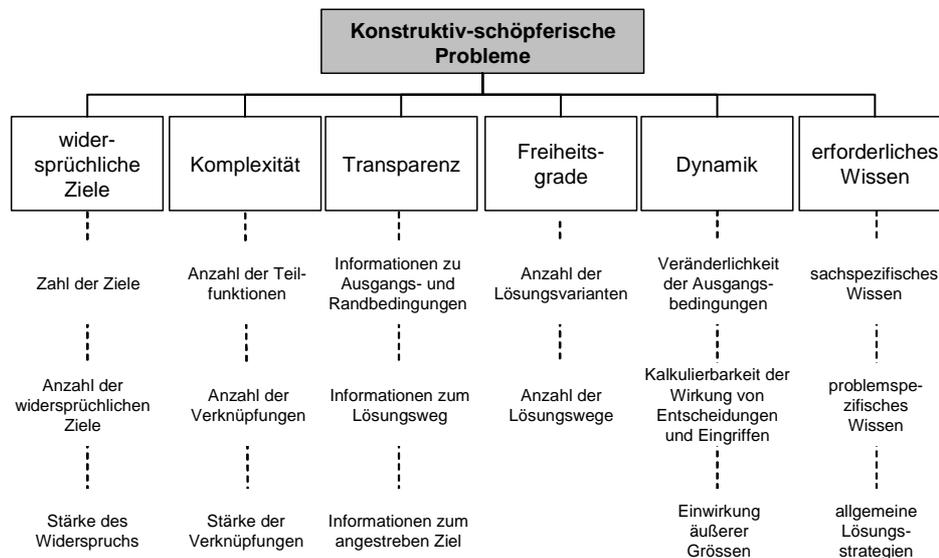 Konstruktiv-schöpferische
Probleme
wider-
sprüchliche
Ziele
Komplexität
Transparenz
Freiheits-
grade
Dynamik
erforderliches
Wissen
Zahl der Ziele
Anzahl der Teil-
funktionen
Informationen zu
Ausgangs- und
Randbedingungen
Anzahl der
Lösungsvarianten
Veränderlichkeit
der Ausgangs-
bedingungen
sachspezifisches
Wissen
Anzahl der
widersprüchlichen
Ziele
Anzahl der
Verknüpfungen
Informationen zum
Lösungsweg
Anzahl der
Lösungswege
Kalkulierbarkeit der
Wirkung von
Entscheidungen
und Eingriffen
problemspe-
zifisches
Wissen
Stärke des
Widerspruchs
Stärke der
Verknüpfungen
Informationen zum
angestreben Ziel
Einwirkung
äußerer
Grössen
allgemeine
Lösungs-
strategien